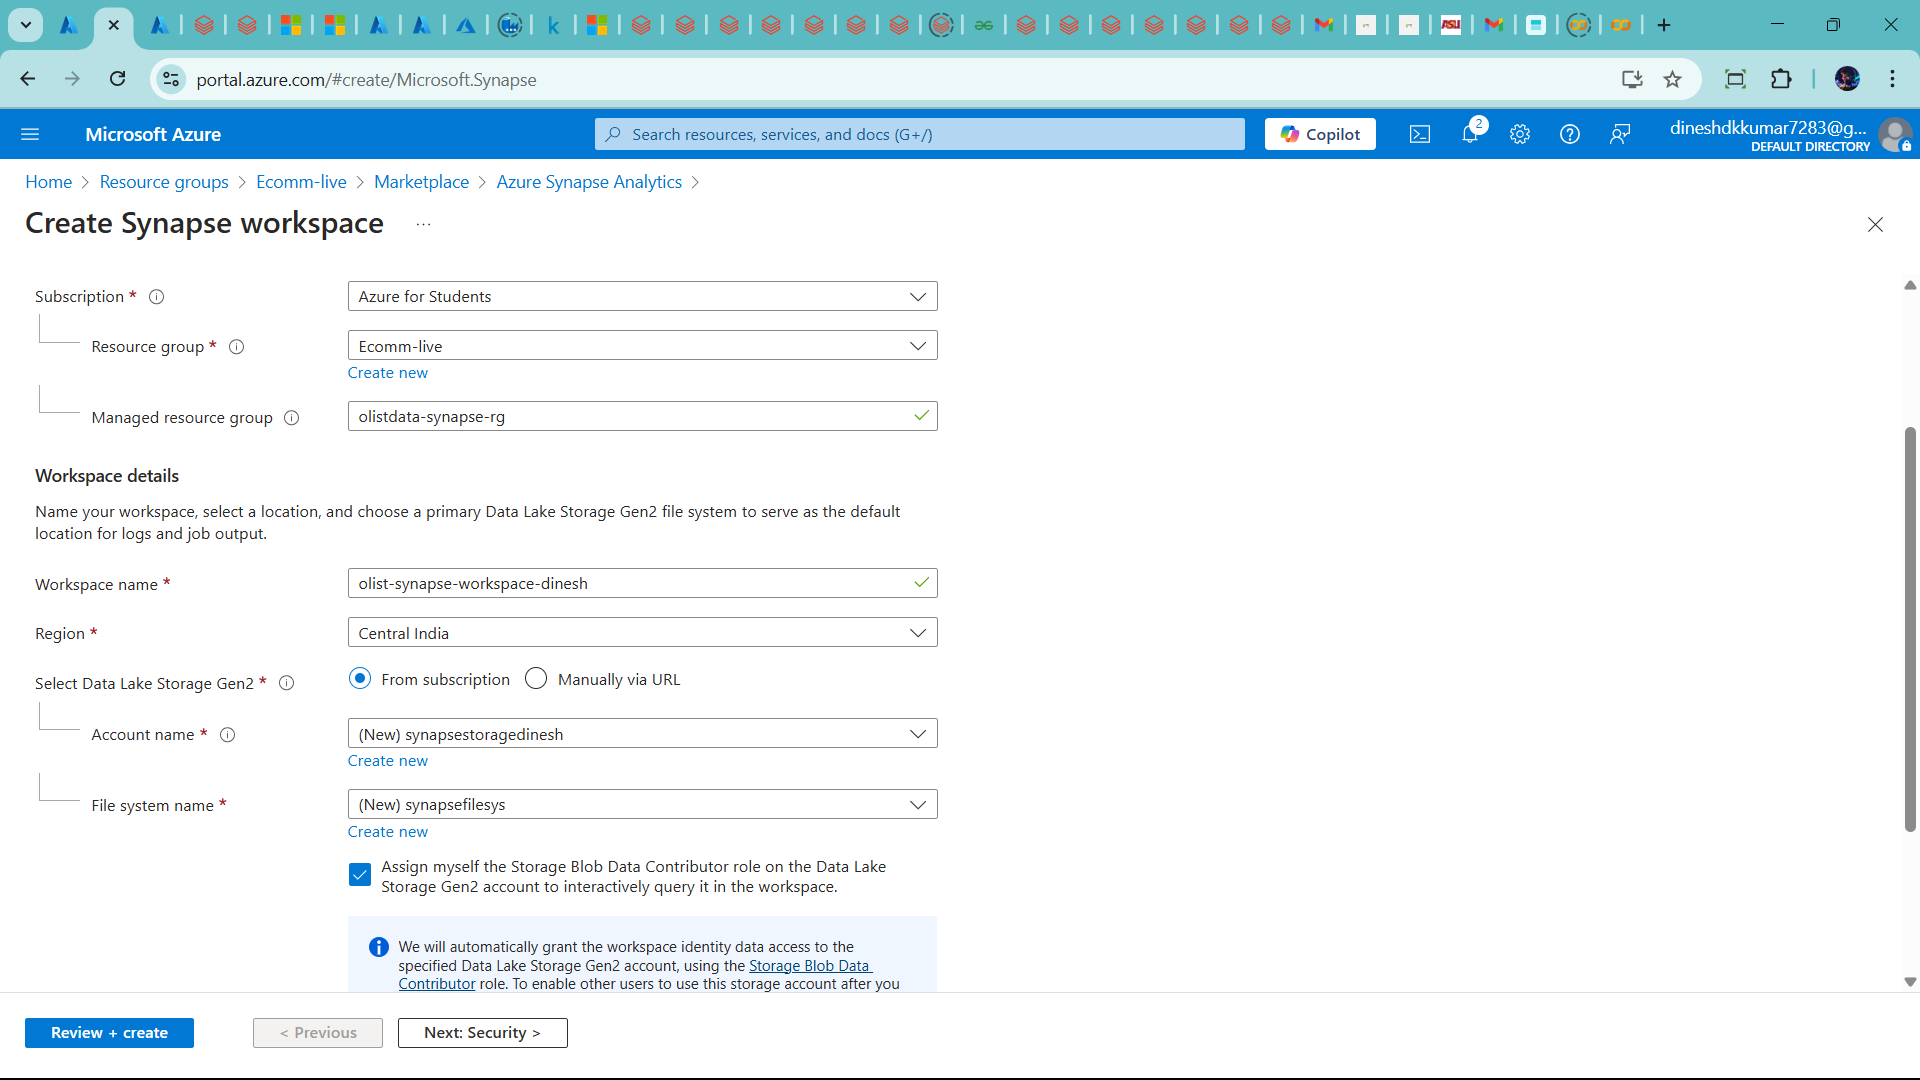 portal.azure.com/#create/Microsoft.Synapse
Microsoft Azure
Search resources, services, and docs (G+/)
Copilot
2
dineshdkkumar7283@g...
DEFAULT DIRECTORY
Home > Resource groups > Ecomm-live > Marketplace > Azure Synapse Analytics >
Create Synapse workspace ...
Subscription *
Azure for Students
Resource group *
Ecomm-live
Create new
Managed resource group
olistdata-synapse-rg
Workspace details
Name your workspace, select a location, and choose a primary Data Lake Storage Gen2 file system to serve as the default
location for logs and job output.
Workspace name *
olist-synapse-workspace-dinesh
Region *
Central India
Select Data Lake Storage Gen2 *
From subscription
Manually via URL
Account name *
(New) synapsestoragedinesh
Create new
File system name *
(New) synapsefilesys
Create new
Assign myself the Storage Blob Data Contributor role on the Data Lake
Storage Gen2 account to interactively query it in the workspace.
We will automatically grant the workspace identity data access to the
specified Data Lake Storage Gen2 account, using the Storage Blob Data
Contributor role. To enable other users to use this storage account after you
Review + create
< Previous
Next: Security >